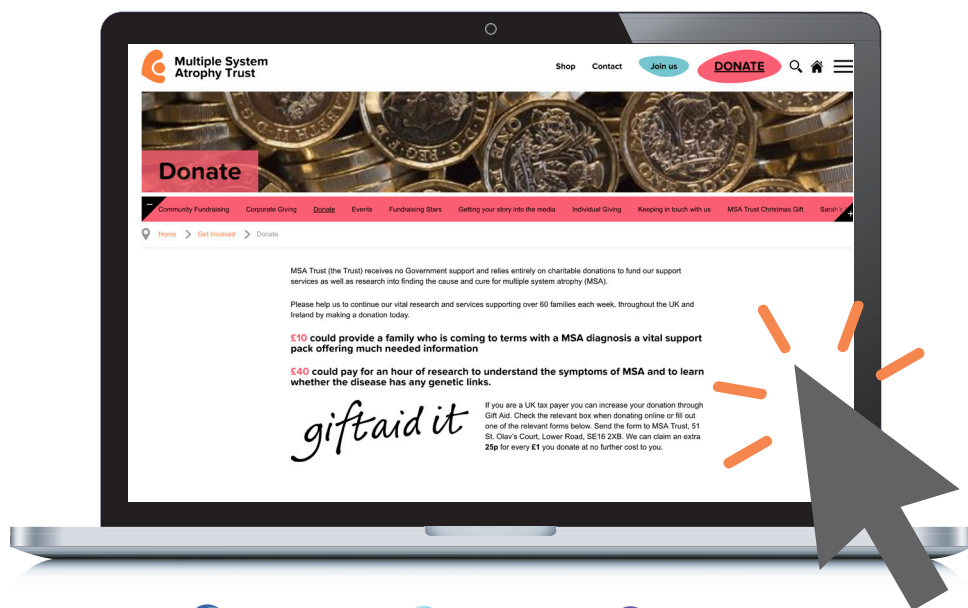 Multiple System
Atrophy Trust
Shop Contact Join us DONATE
Donate
Community Fundraising Corporate Giving Donate Events Fundraising Stars Getting your story into the media Individual Giving Keeping in touch with us MSA Trust Christmas Gift Sarah's
Home Get Involved Donate
MSA Trust (the Trust) receives no Government support and relies entirely on charitable donations to fund our support
services as well as research into finding the cause and cure for multiple system atrophy (MSA).
Please help us to continue our vital research and services supporting over 60 families each week, throughout the UK and
Ireland by making a donation today.
£10 could provide a family who is coming to terms with a MSA diagnosis a vital support
pack offering much needed information
£40 could pay for an hour of research to understand the symptoms of MSA and to learn
whether the disease has any genetic links.
giftaid it
If you are a UK tax payer you can increase your donation through
Gift Aid. Check the relevant box when donating online or fill out
one of the relevant forms below. Send the form to MSA Trust, 51
St. Olav's Court, Lower Road, SE16 2XB. We can claim an extra
25p for every £1 you donate at no further cost to you.